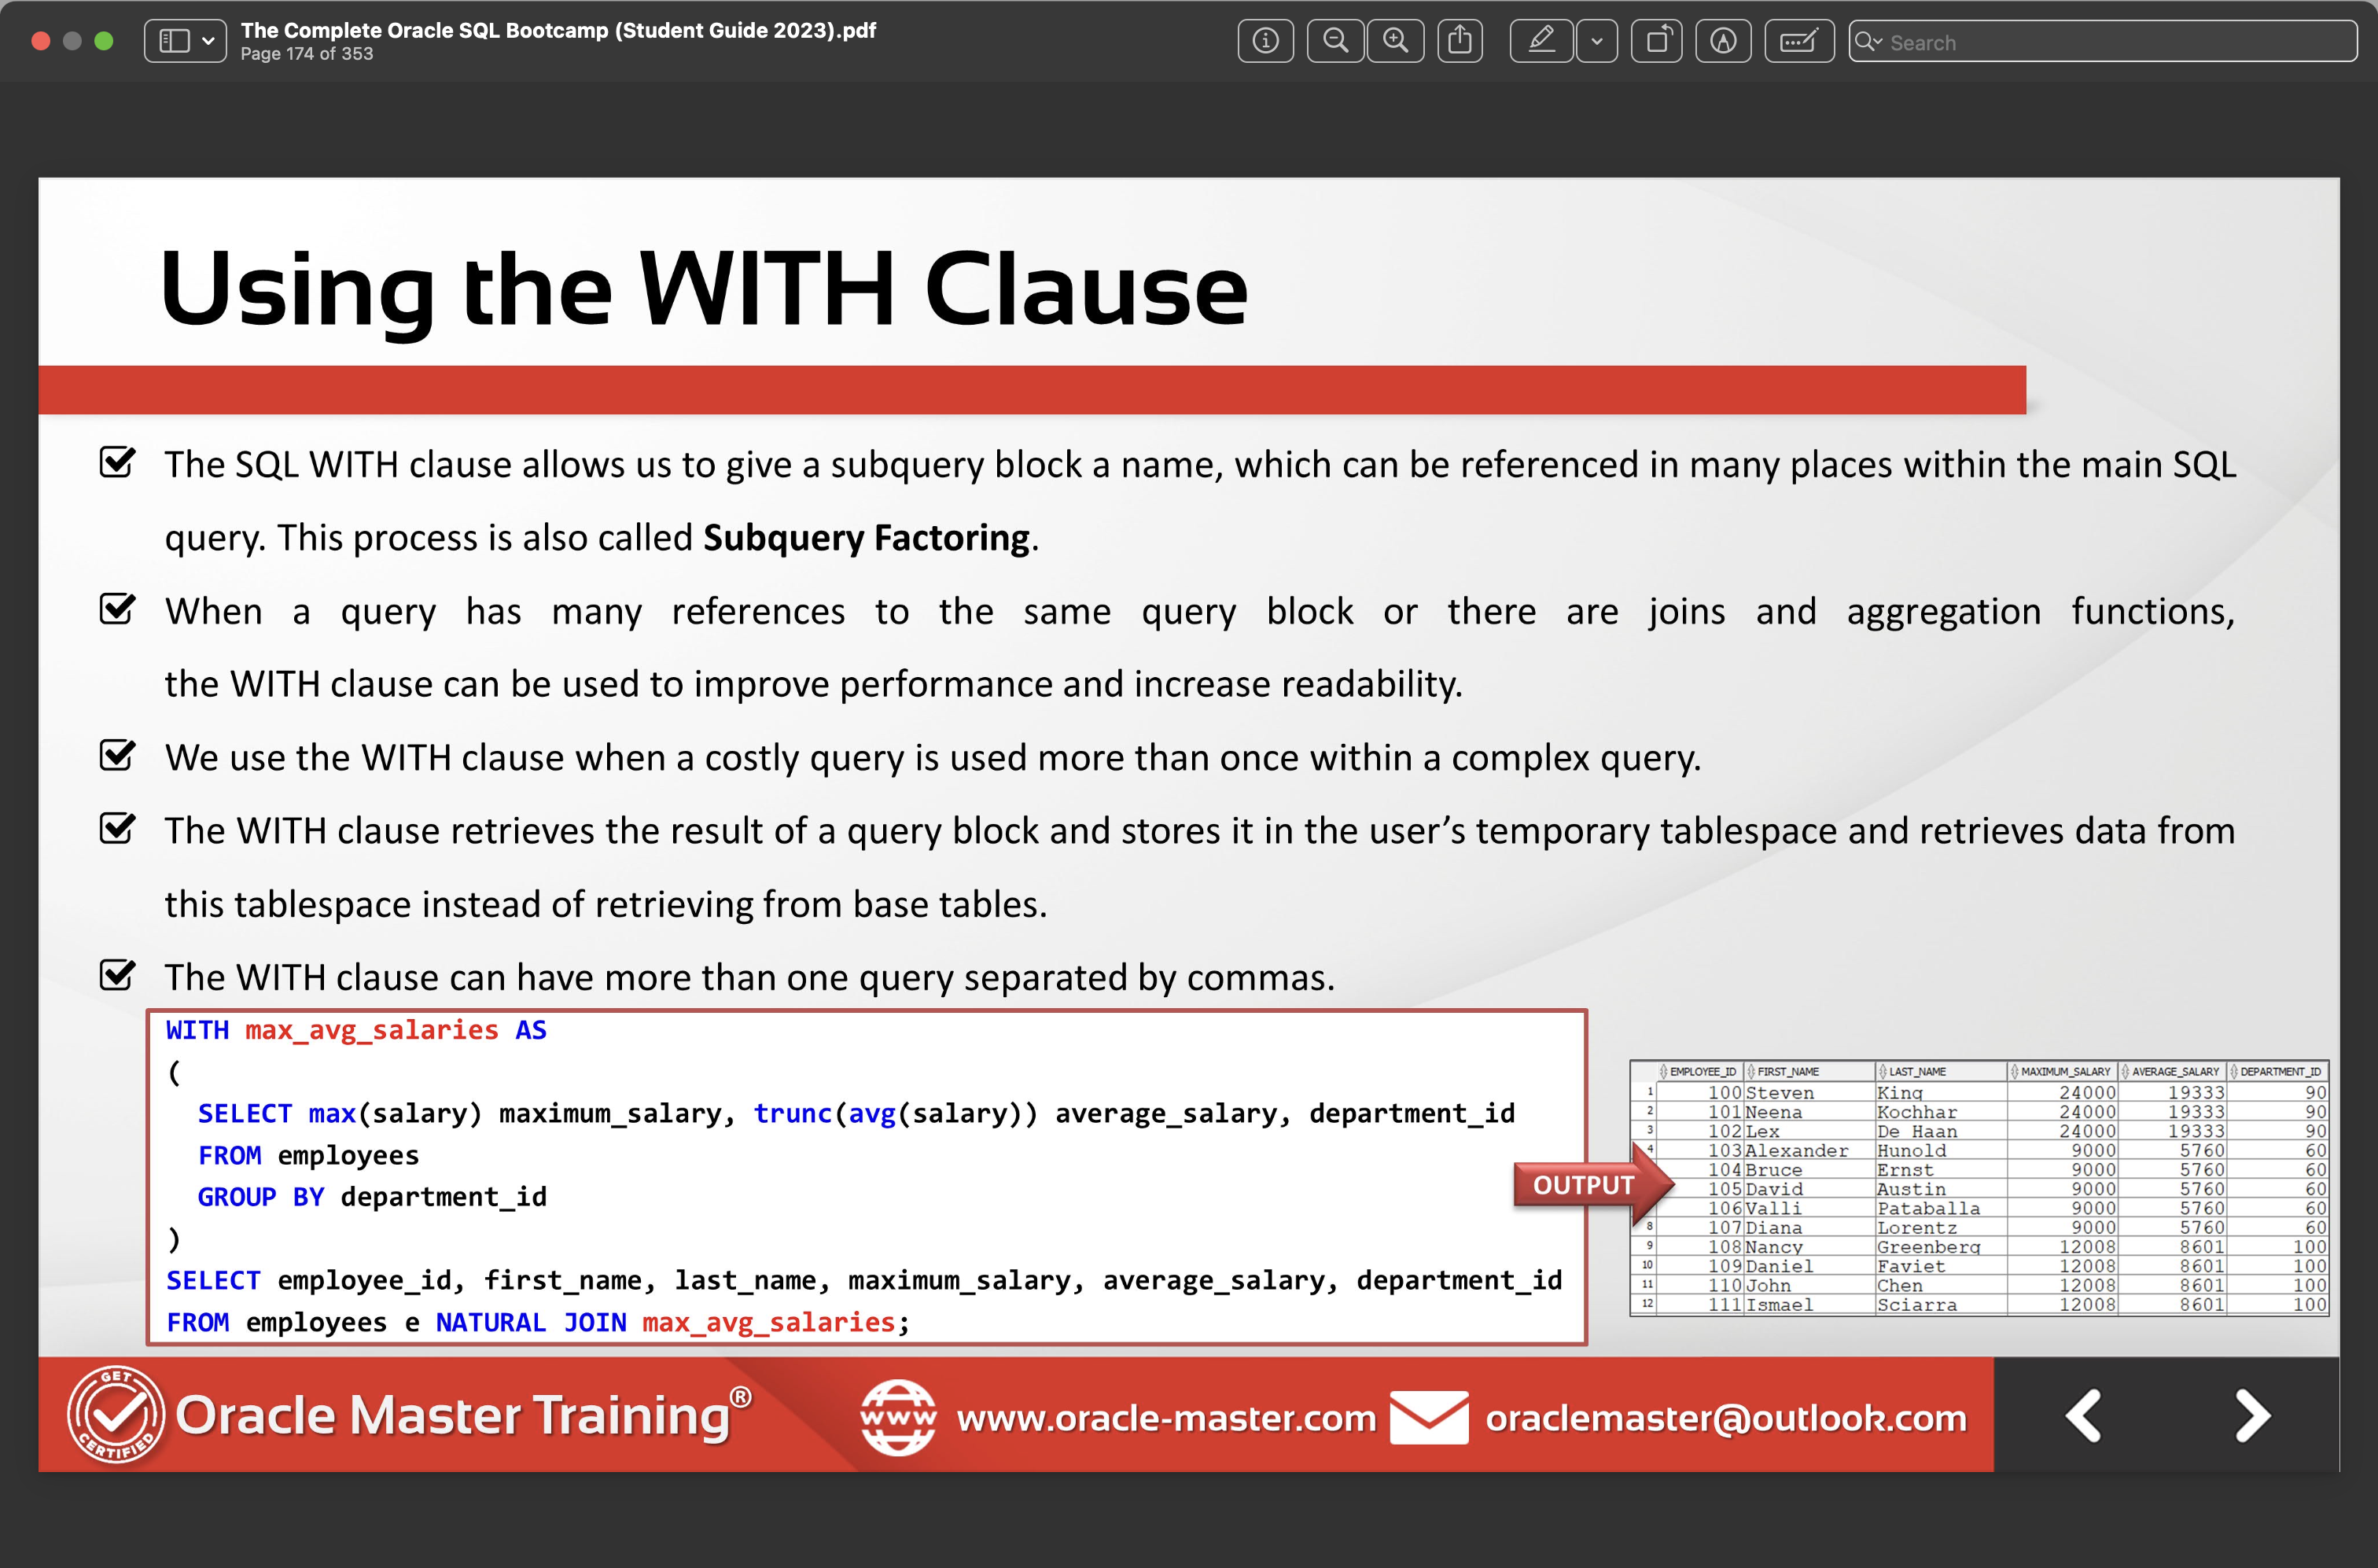 The Complete Oracle SQL Bootcamp (Student Guide 2023).pdf
Page 174 of 353
Search
Using the WITH Clause
The SQL WITH clause allows us to give a subquery block a name, which can be referenced in many places within the main SQL
query. This process is also called Subquery Factoring.
When a query has many references to the same query block or there are joins and aggregation functions,
the WITH clause can be used to improve performance and increase readability.
We use the WITH clause when a costly query is used more than once within a complex query.
The WITH clause retrieves the result of a query block and stores it in the user’s temporary tablespace and retrieves data from
this tablespace instead of retrieving from base tables.
The WITH clause can have more than one query separated by commas.
WITH max_avg_salaries AS
(
SELECT max(salary) maximum_salary, trunc(avg(salary)) average_salary, department_id
FROM employees
GROUP BY department_id
)
SELECT employee_id, first_name, last_name, maximum_salary, average_salary, department_id
FROM employees e NATURAL JOIN max_avg_salaries;
OUTPUT
EMPLOYEE_ID FIRST_NAME LAST_NAME MAXIMUM_SALARY AVERAGE_SALARY DEPARTMENT_ID
1 100 Steven King 24000 19333 90
2 101 Neena Kochhar 24000 19333 90
3 102 Lex De Haan 24000 19333 90
4 103 Alexander Hunold 9000 5760 60
104 Bruce Ernst 9000 5760 60
105 David Austin 9000 5760 60
106 Valli Pataballa 9000 5760 60
8 107 Diana Lorentz 9000 5760 60
9 108 Nancy Greenberg 12008 8601 100
10 109 Daniel Faviet 12008 8601 100
11 110 John Chen 12008 8601 100
12 111 Ismael Sciarra 12008 8601 100
GET CERTIFIED
Oracle Master Training®
www
www.oracle-master.com
oraclemaster@outlook.com